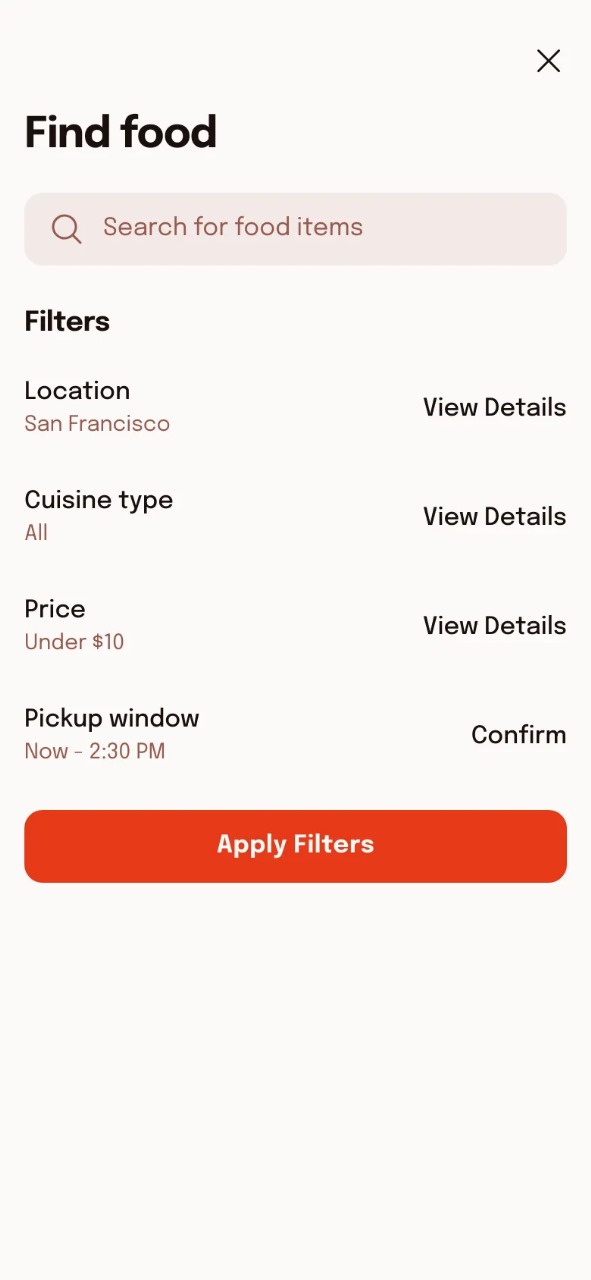 Find food
Search for food items
Filters
Location
San Francisco
View Details
Cuisine type
All
View Details
Price
Under $10
View Details
Pickup window
Now - 2:30 PM
Confirm
Apply Filters